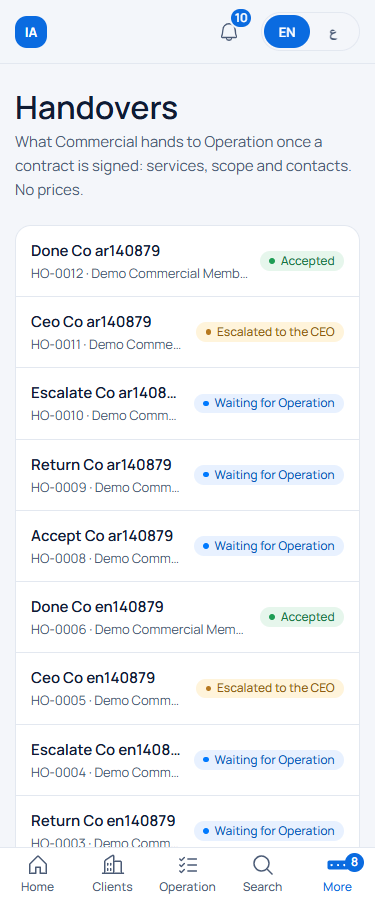 IA
10
EN
ع
Handovers
What Commercial hands to Operation once a
contract is signed: services, scope and contacts.
No prices.
Done Co ar140879
HO-0012 · Demo Commercial Memb…
Accepted
Ceo Co ar140879
HO-0011 · Demo Comme…
Escalated to the CEO
Escalate Co ar1408…
HO-0010 · Demo Comm…
Waiting for Operation
Return Co ar140879
HO-0009 · Demo Comm…
Waiting for Operation
Accept Co ar140879
HO-0008 · Demo Comm…
Waiting for Operation
Done Co en140879
HO-0006 · Demo Commercial Mem…
Accepted
Ceo Co en140879
HO-0005 · Demo Comm…
Escalated to the CEO
Escalate Co en1408…
HO-0004 · Demo Comm…
Waiting for Operation
Return Co en140879
HO-0003 · Demo Comm
Waiting for Operation
Home
Clients
Operation
Search
8
More